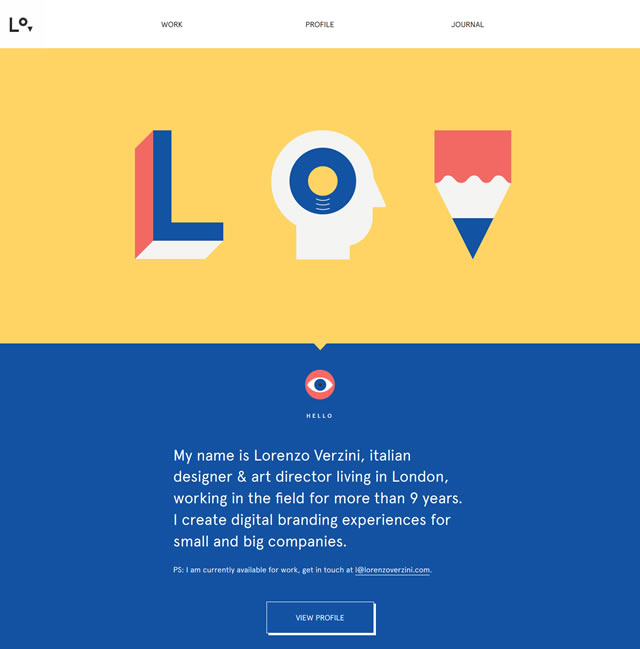 Lo
WORK PROFILE JOURNAL
L O V
HELLO
My name is Lorenzo Verzini, italian
designer & art director living in London,
working in the field for more than 9 years.
I create digital branding experiences for
small and big companies.
PS: I am currently available for work, get in touch at l@lorenzoverzini.com.
VIEW PROFILE